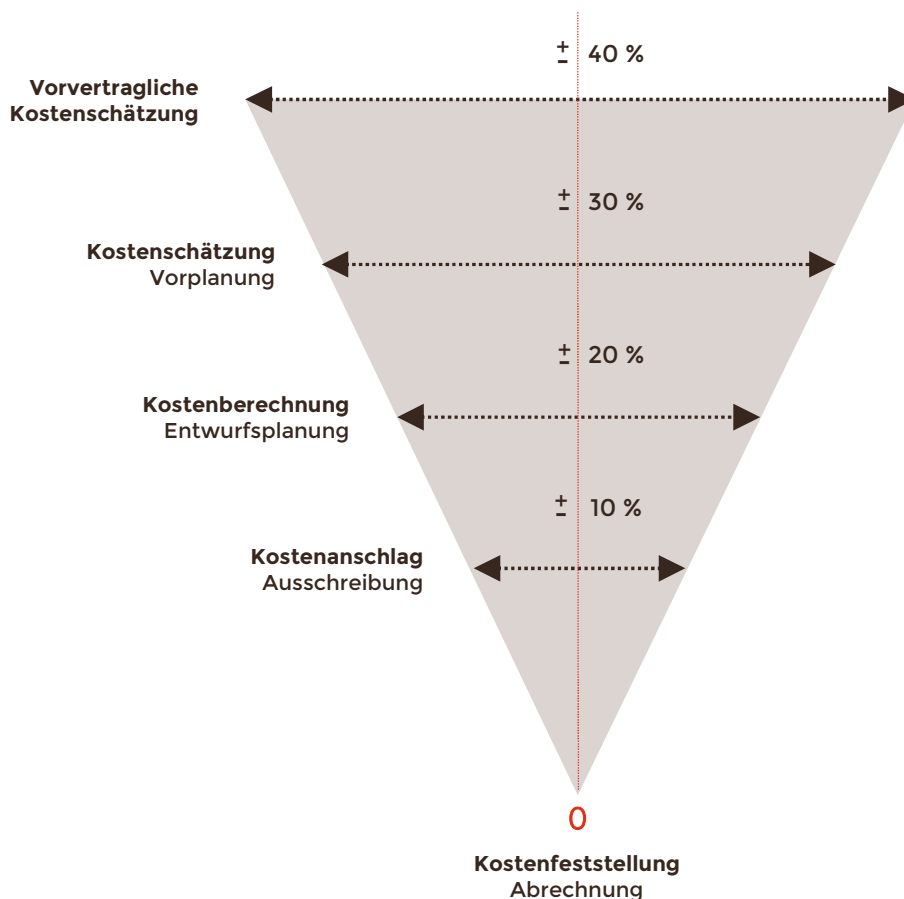 ± 40 %
Vorvertragliche
Kostenschätzung
± 30 %
Kostenschätzung
Vorplanung
± 20 %
Kostenberechnung
Entwurfsplanung
± 10 %
Kostenanschlag
Ausschreibung
0
Kostenfeststellung
Abrechnung